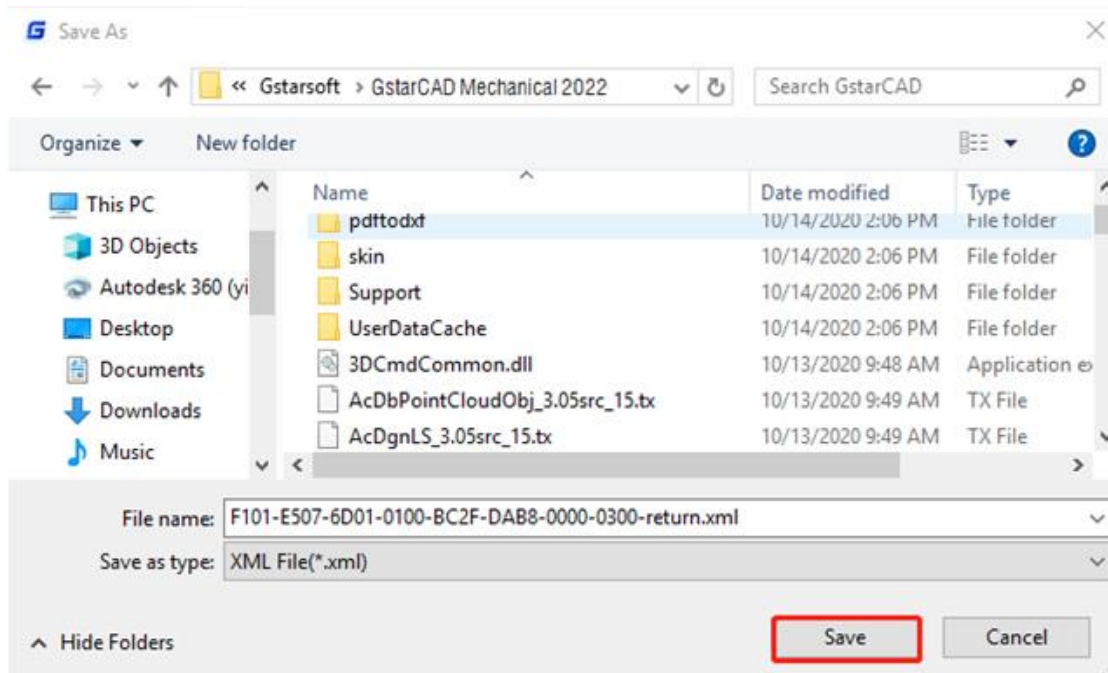 Save As
« Gstarsoft > GstarCAD Mechanical 2022
Search GstarCAD
Organize
New folder
This PC
3D Objects
Autodesk 360 (yi
Desktop
Documents
Downloads
Music
Name Date modified Type
pdftodxf 10/14/2020 2:06 PM File folder
skin 10/14/2020 2:06 PM File folder
Support 10/14/2020 2:06 PM File folder
UserDataCache 10/14/2020 2:06 PM File folder
3DCmdCommon.dll 10/13/2020 9:48 AM Application ex
AcDbPointCloudObj_3.05src_15.tx 10/13/2020 9:49 AM TX File
AcDgnLS_3.05src_15.tx 10/13/2020 9:49 AM TX File
File name: F101-E507-6D01-0100-BC2F-DAB8-0000-0300-return.xml
Save as type: XML File(*.xml)
Hide Folders
Save
Cancel